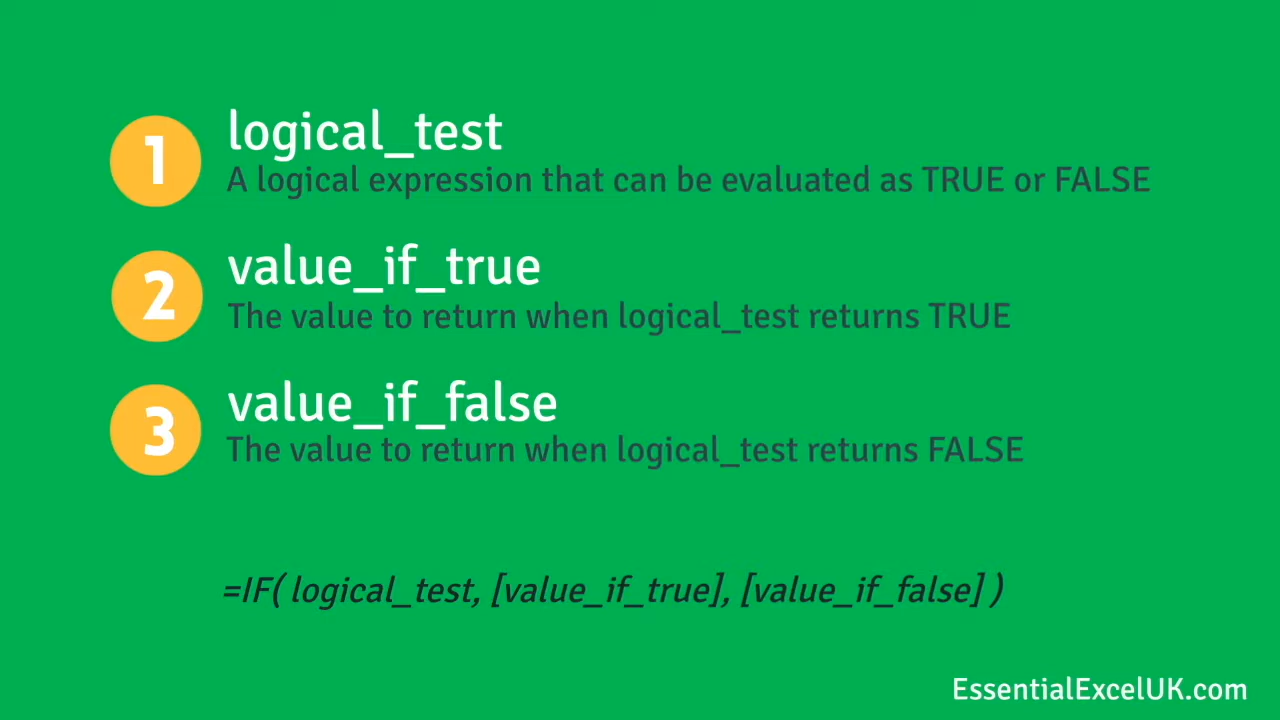 1
logical_test
A logical expression that can be evaluated as TRUE or FALSE
2
value_if_true
The value to return when logical_test returns TRUE
3
value_if_false
The value to return when logical_test returns FALSE
=IF( logical_test, [value_if_true], [value_if_false] )
EssentialExcelUK.com